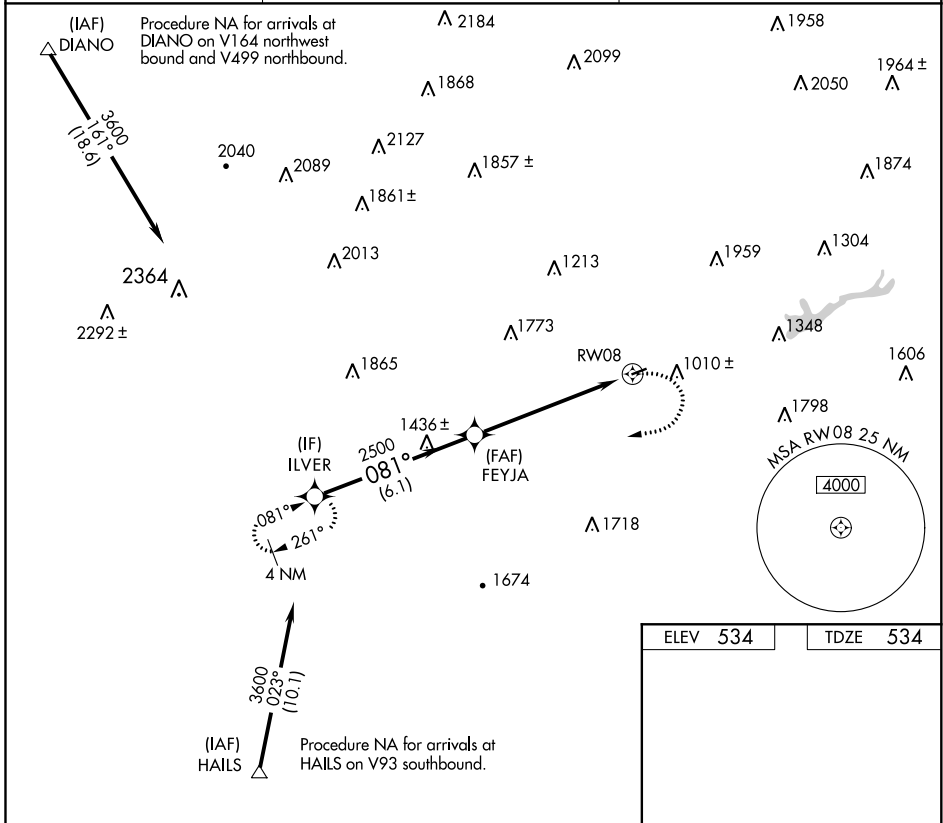 (IAF)
DIANO
Procedure NA for arrivals at
DIANO on V164 northwest
bound and V499 northbound.
2184
1958
2099
1868
2050
1964 ±
3600
161°
(18.6)
2127
2040
2089
1857 ±
1874
1861±
2013
1213
1959
1304
2364
2292 ±
1773
1348
1865
RW08
1010 ±
1606
1798
1436 ±
(IF)
ILVER
2500
081°
(6.1)
(FAF)
FEYJA
MSA RW08 25 NM
4000
081°
261°
4 NM
1718
1674
ELEV 534
TDZE 534
3600
023°
(10.1)
(IAF)
HAILS
Procedure NA for arrivals at
HAILS on V93 southbound.